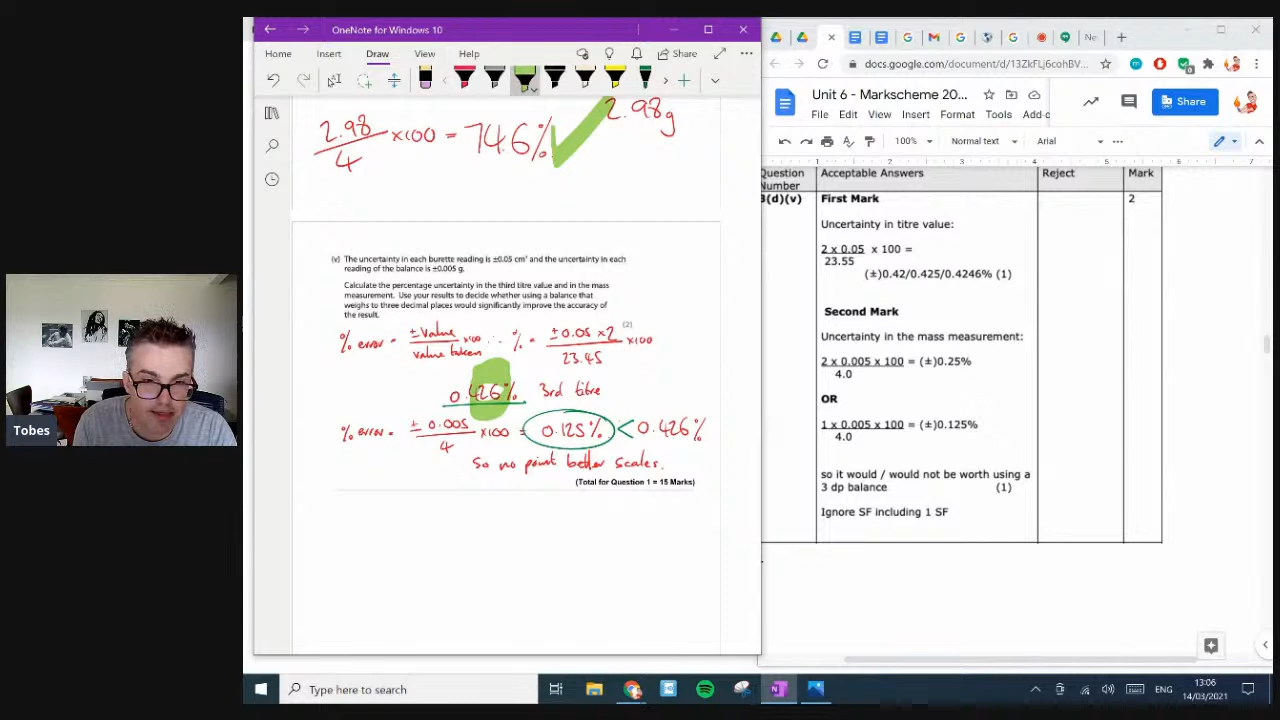 OneNote for Windows 10
Home Insert Draw View Help Share
2.98g
2.98/4 x100 = 74.6%
(v) The uncertainty in each burette reading is ±0.05 cm³ and the uncertainty in each
reading of the balance is ±0.005 g.
Calculate the percentage uncertainty in the third titre value and in the mass
measurement. Use your results to decide whether using a balance that
weighs to three decimal places would significantly improve the accuracy of
the result.
(2)
% error = ± value/value taken x100 ∴ % = ± 0.05 x2/23.45 x100
0.426% 3rd titre
% error = ± 0.005/4 x100 = 0.125% < 0.426%
So no point better scales.
(Total for Question 1 = 15 Marks)
Tobes
docs.google.com/document/d/13ZkFLj6cohBV...
Unit 6 - Markscheme 20...
File Edit View Insert Format Tools Add-o
Share
100% Normal text Arial
Question
Number
Acceptable Answers
Reject
Mark
3(d)(v)
First Mark
2
Uncertainty in titre value:
2 x 0.05 x 100 =
23.55
(±)0.42/0.425/0.4246% (1)
Second Mark
Uncertainty in the mass measurement:
2 x 0.005 x 100 = (±)0.25%
4.0
OR
1 x 0.005 x 100 = (±)0.125%
4.0
so it would / would not be worth using a
3 dp balance (1)
Ignore SF including 1 SF
Type here to search
ENG
13:06
14/03/2021